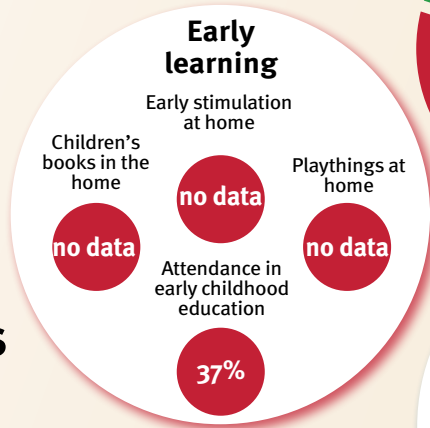 Early
learning
Early stimulation
at home
no data
Children's
books in the
home
no data
Playthings at
home
no data
Attendance in
early childhood
education
37%
s